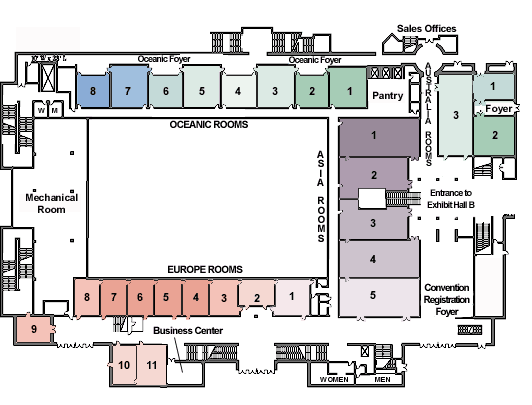 Sales Offices
10' W x 23' L
Oceanic Foyer
Oceanic Foyer
8
7
6
5
4
3
2
1
Pantry
AUSTRALIA ROOMS
3
1
Foyer
2
W
M
OCEANIC ROOMS
ASIA ROOMS
1
2
3
4
5
Entrance to
Exhibit Hall B
Mechanical
Room
EUROPE ROOMS
8
7
6
5
4
3
2
1
Convention
Registration
Foyer
9
Business Center
10
11
WOMEN
MEN